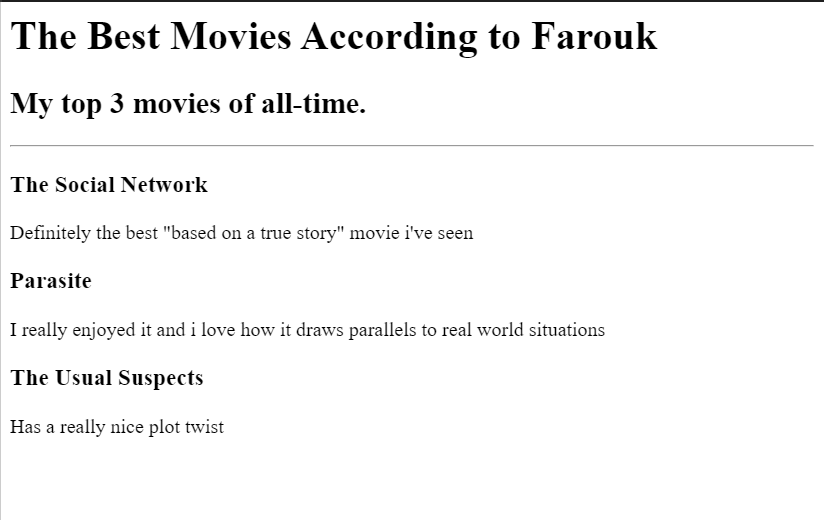 The Best Movies According to Farouk
My top 3 movies of all-time.
The Social Network
Definitely the best "based on a true story" movie i've seen
Parasite
I really enjoyed it and i love how it draws parallels to real world situations
The Usual Suspects
Has a really nice plot twist